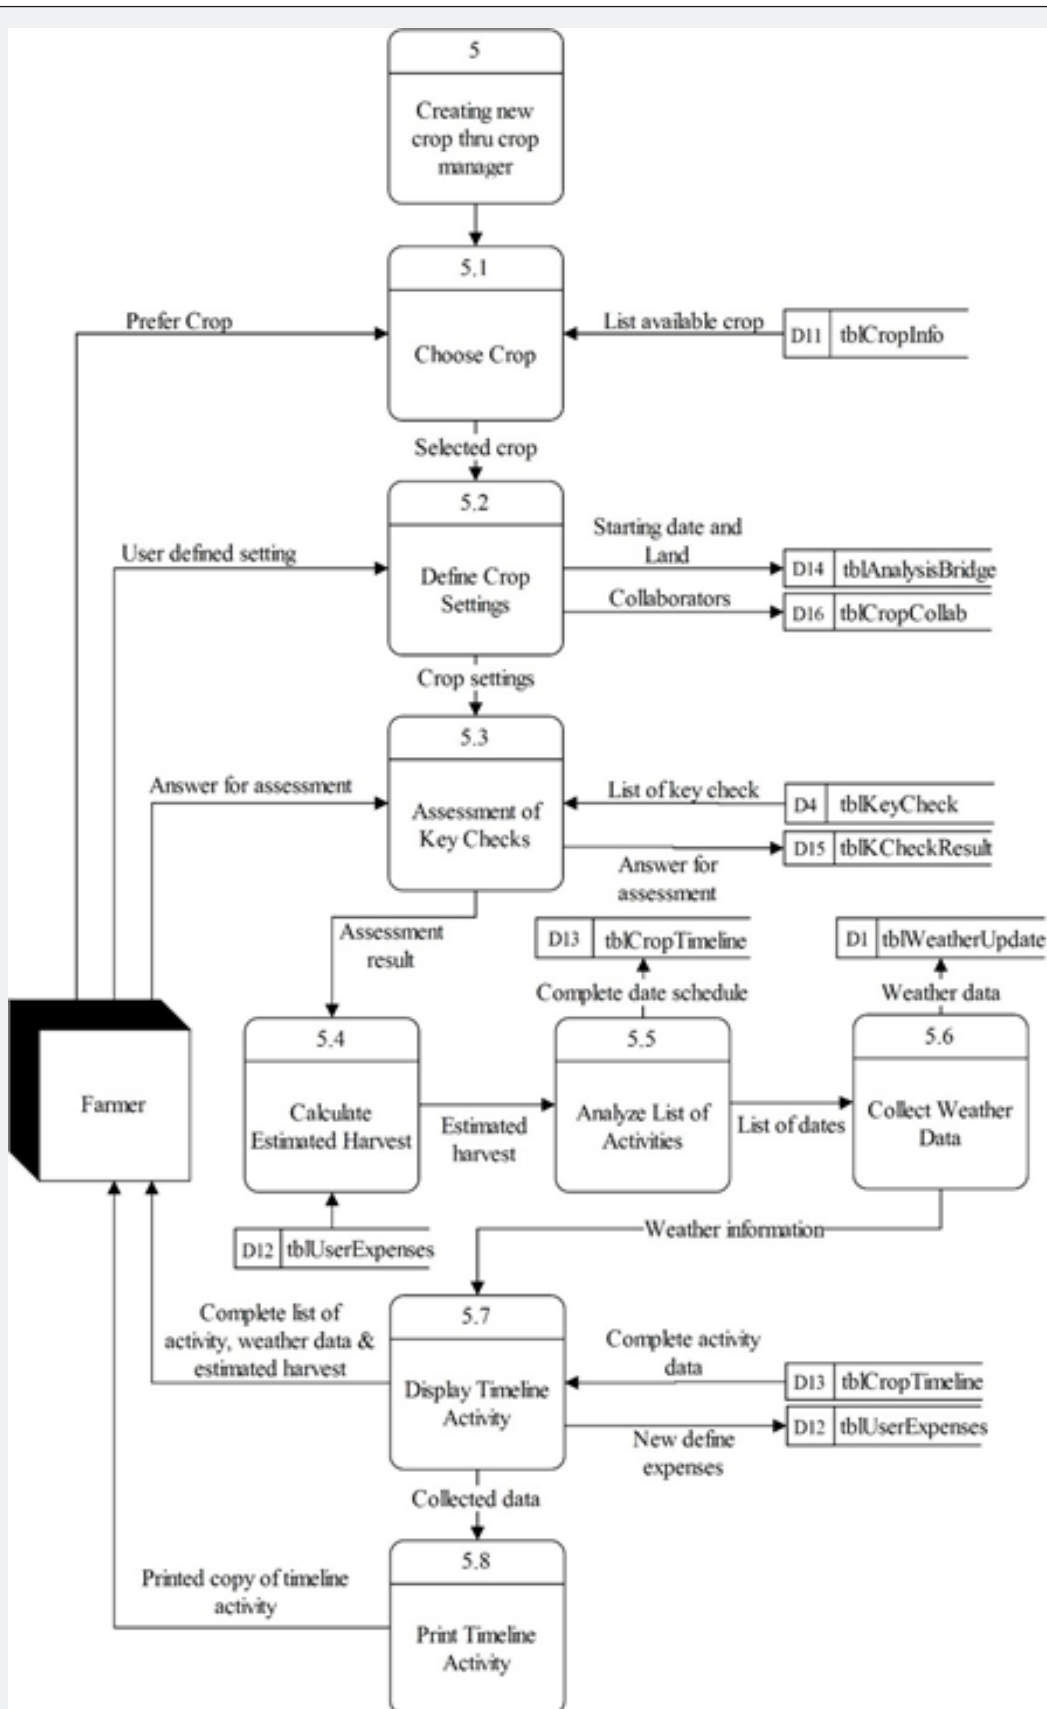 5
Creating new
crop thru crop
manager
5.1
Prefer Crop
List available crop
D11 tblCropInfo
Choose Crop
Selected crop
5.2
Starting date and
Land
User defined setting
D14 tblAnalysisBridge
Define Crop
Settings
Collaborators
D16 tblCropCollab
Crop settings
5.3
Answer for assessment
List of key check
D4 tblKeyCheck
Assessment of
Key Checks
D15 tblKCheckResult
Answer for
assessment
Assessment
result
D13 tblCropTimeline
D1 tblWeatherUpdate
Complete date schedule
Weather data
5.4
5.5
5.6
Farmer
Calculate
Estimated Harvest
Estimated
harvest
Analyze List of
Activities
List of dates
Collect Weather
Data
Weather information
D12 tblUserExpenses
Complete list of
activity, weather data &
estimated harvest
5.7
Complete activity
data
D13 tblCropTimeline
Display Timeline
Activity
D12 tblUserExpenses
New define
expenses
Collected data
5.8
Printed copy of timeline
activity
Print Timeline
Activity